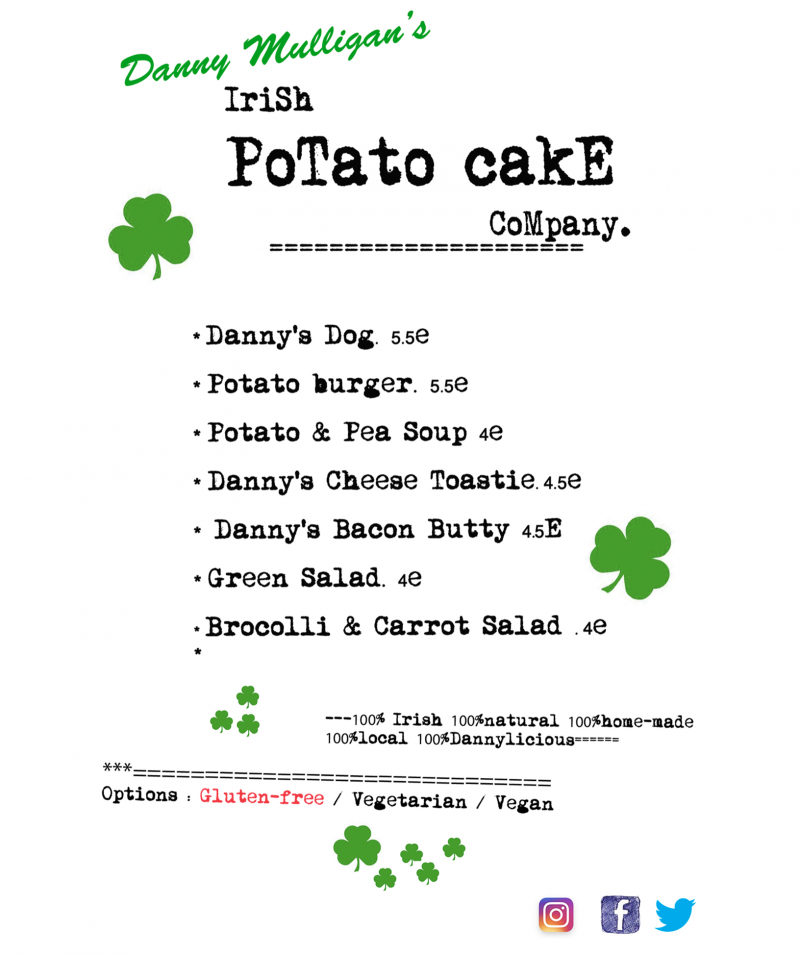 Danny Mulligan's
IriSh
PoTato cakE
CoMpany.
=====================
* Danny's Dog. 5.5e
* Potato burger. 5.5e
* Potato & Pea Soup 4e
* Danny's Cheese Toastie. 4.5e
* Danny's Bacon Butty 4.5E
* Green Salad. 4e
* Brocolli & Carrot Salad . 4e
*
---100% Irish 100%natural 100%home-made
100%local 100%Dannylicious======
***=============================
Options : Gluten-free / Vegetarian / Vegan